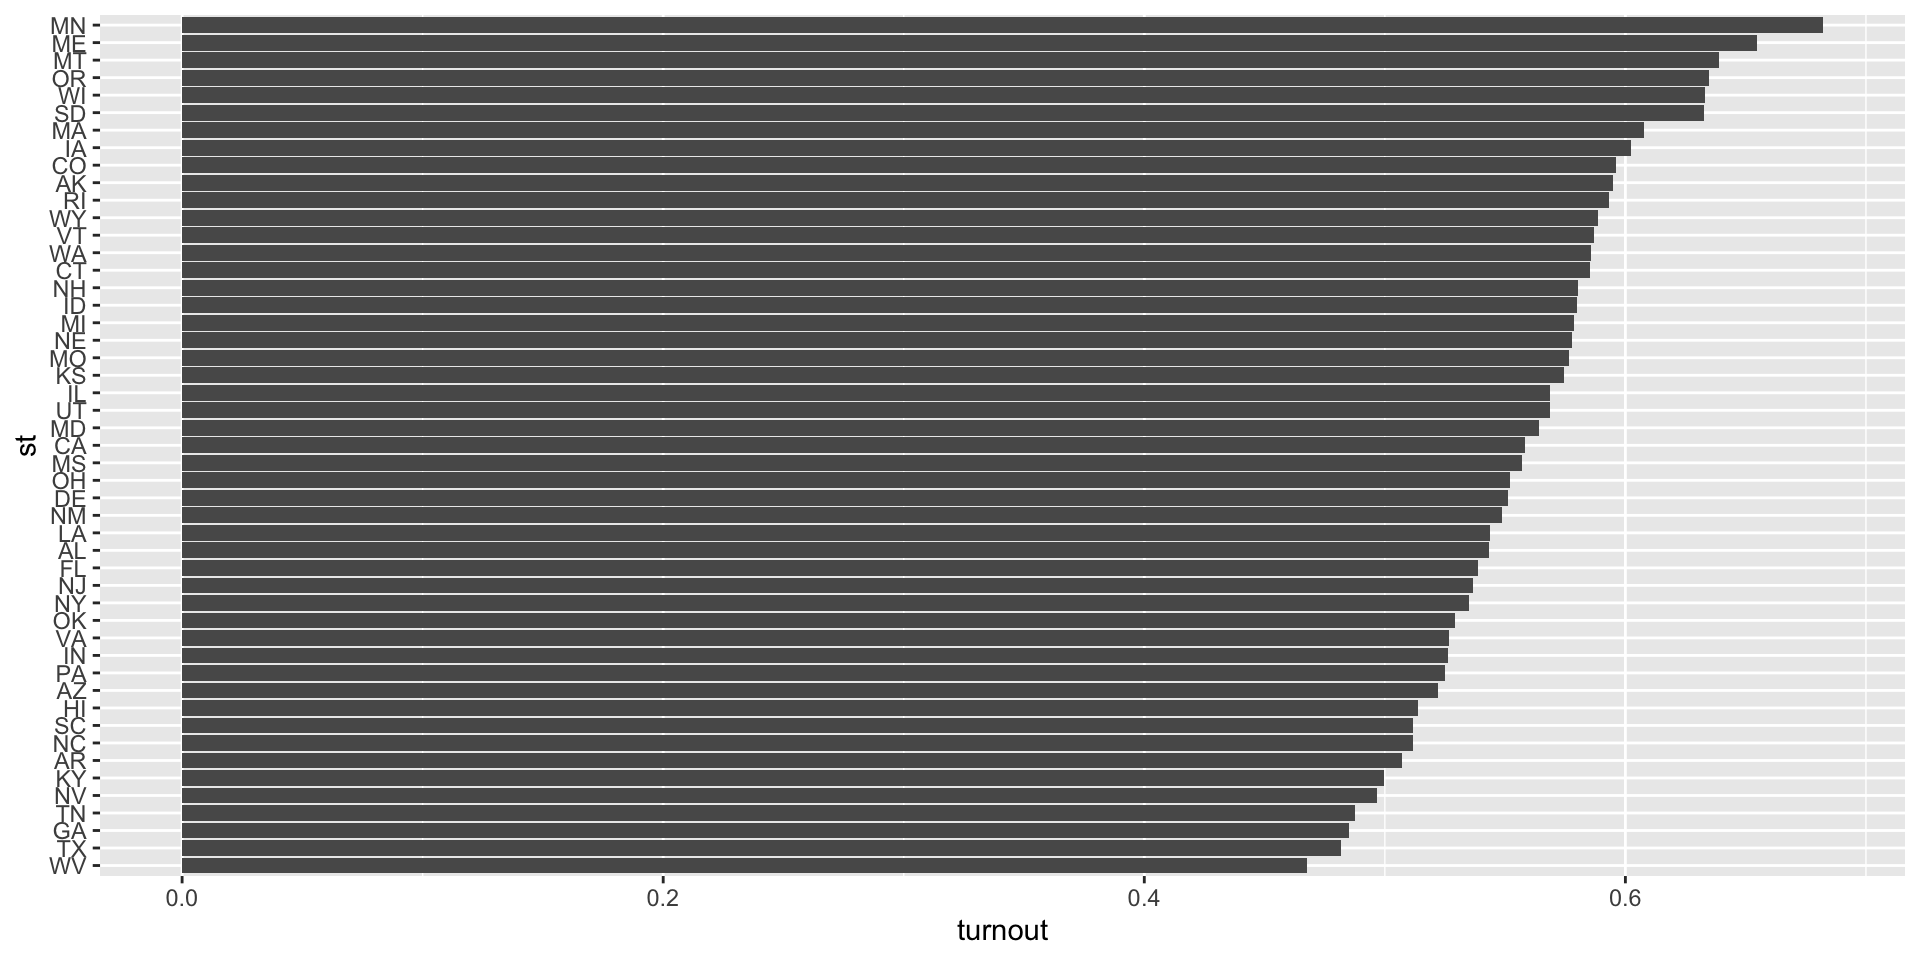 MN
ME
MT
OR
WI
SD
MA
IA
CO
AK
RI
WY
VT
WA
CT
NH
ID
MI
NE
MO
KS
IL
UT
MD
CA
MS
OH
DE
NM
LA
AL
FL
NJ
NY
OK
VA
IN
PA
AZ
HI
SC
NC
AR
KY
NV
TN
GA
TX
WV
st
0.0 0.2 0.4 0.6
turnout